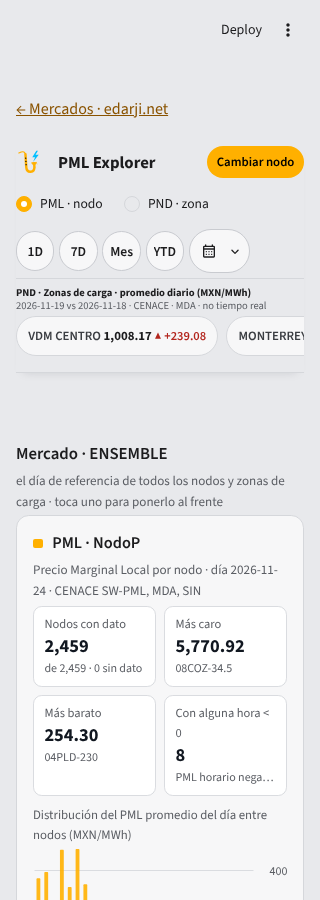 Deploy
← Mercados · edarji.net
PML Explorer
Cambiar nodo
PML · nodo
PND · zona
1D
7D
Mes
YTD
PND · Zonas de carga · promedio diario (MXN/MWh)
2026-11-19 vs 2026-11-18 · CENACE · MDA · no tiempo real
VDM CENTRO 1,008.17 ▲ +239.08
MONTERREY
Mercado · ENSEMBLE
el día de referencia de todos los nodos y zonas de
carga · toca uno para ponerlo al frente
PML · NodoP
Precio Marginal Local por nodo · día 2026-11-
24 · CENACE SW-PML, MDA, SIN
Nodos con dato
2,459
de 2,459 · 0 sin dato
Más caro
5,770.92
08COZ-34.5
Más barato
254.30
04PLD-230
Con alguna hora <
0
8
PML horario nega…
Distribución del PML promedio del día entre
nodos (MXN/MWh)
400